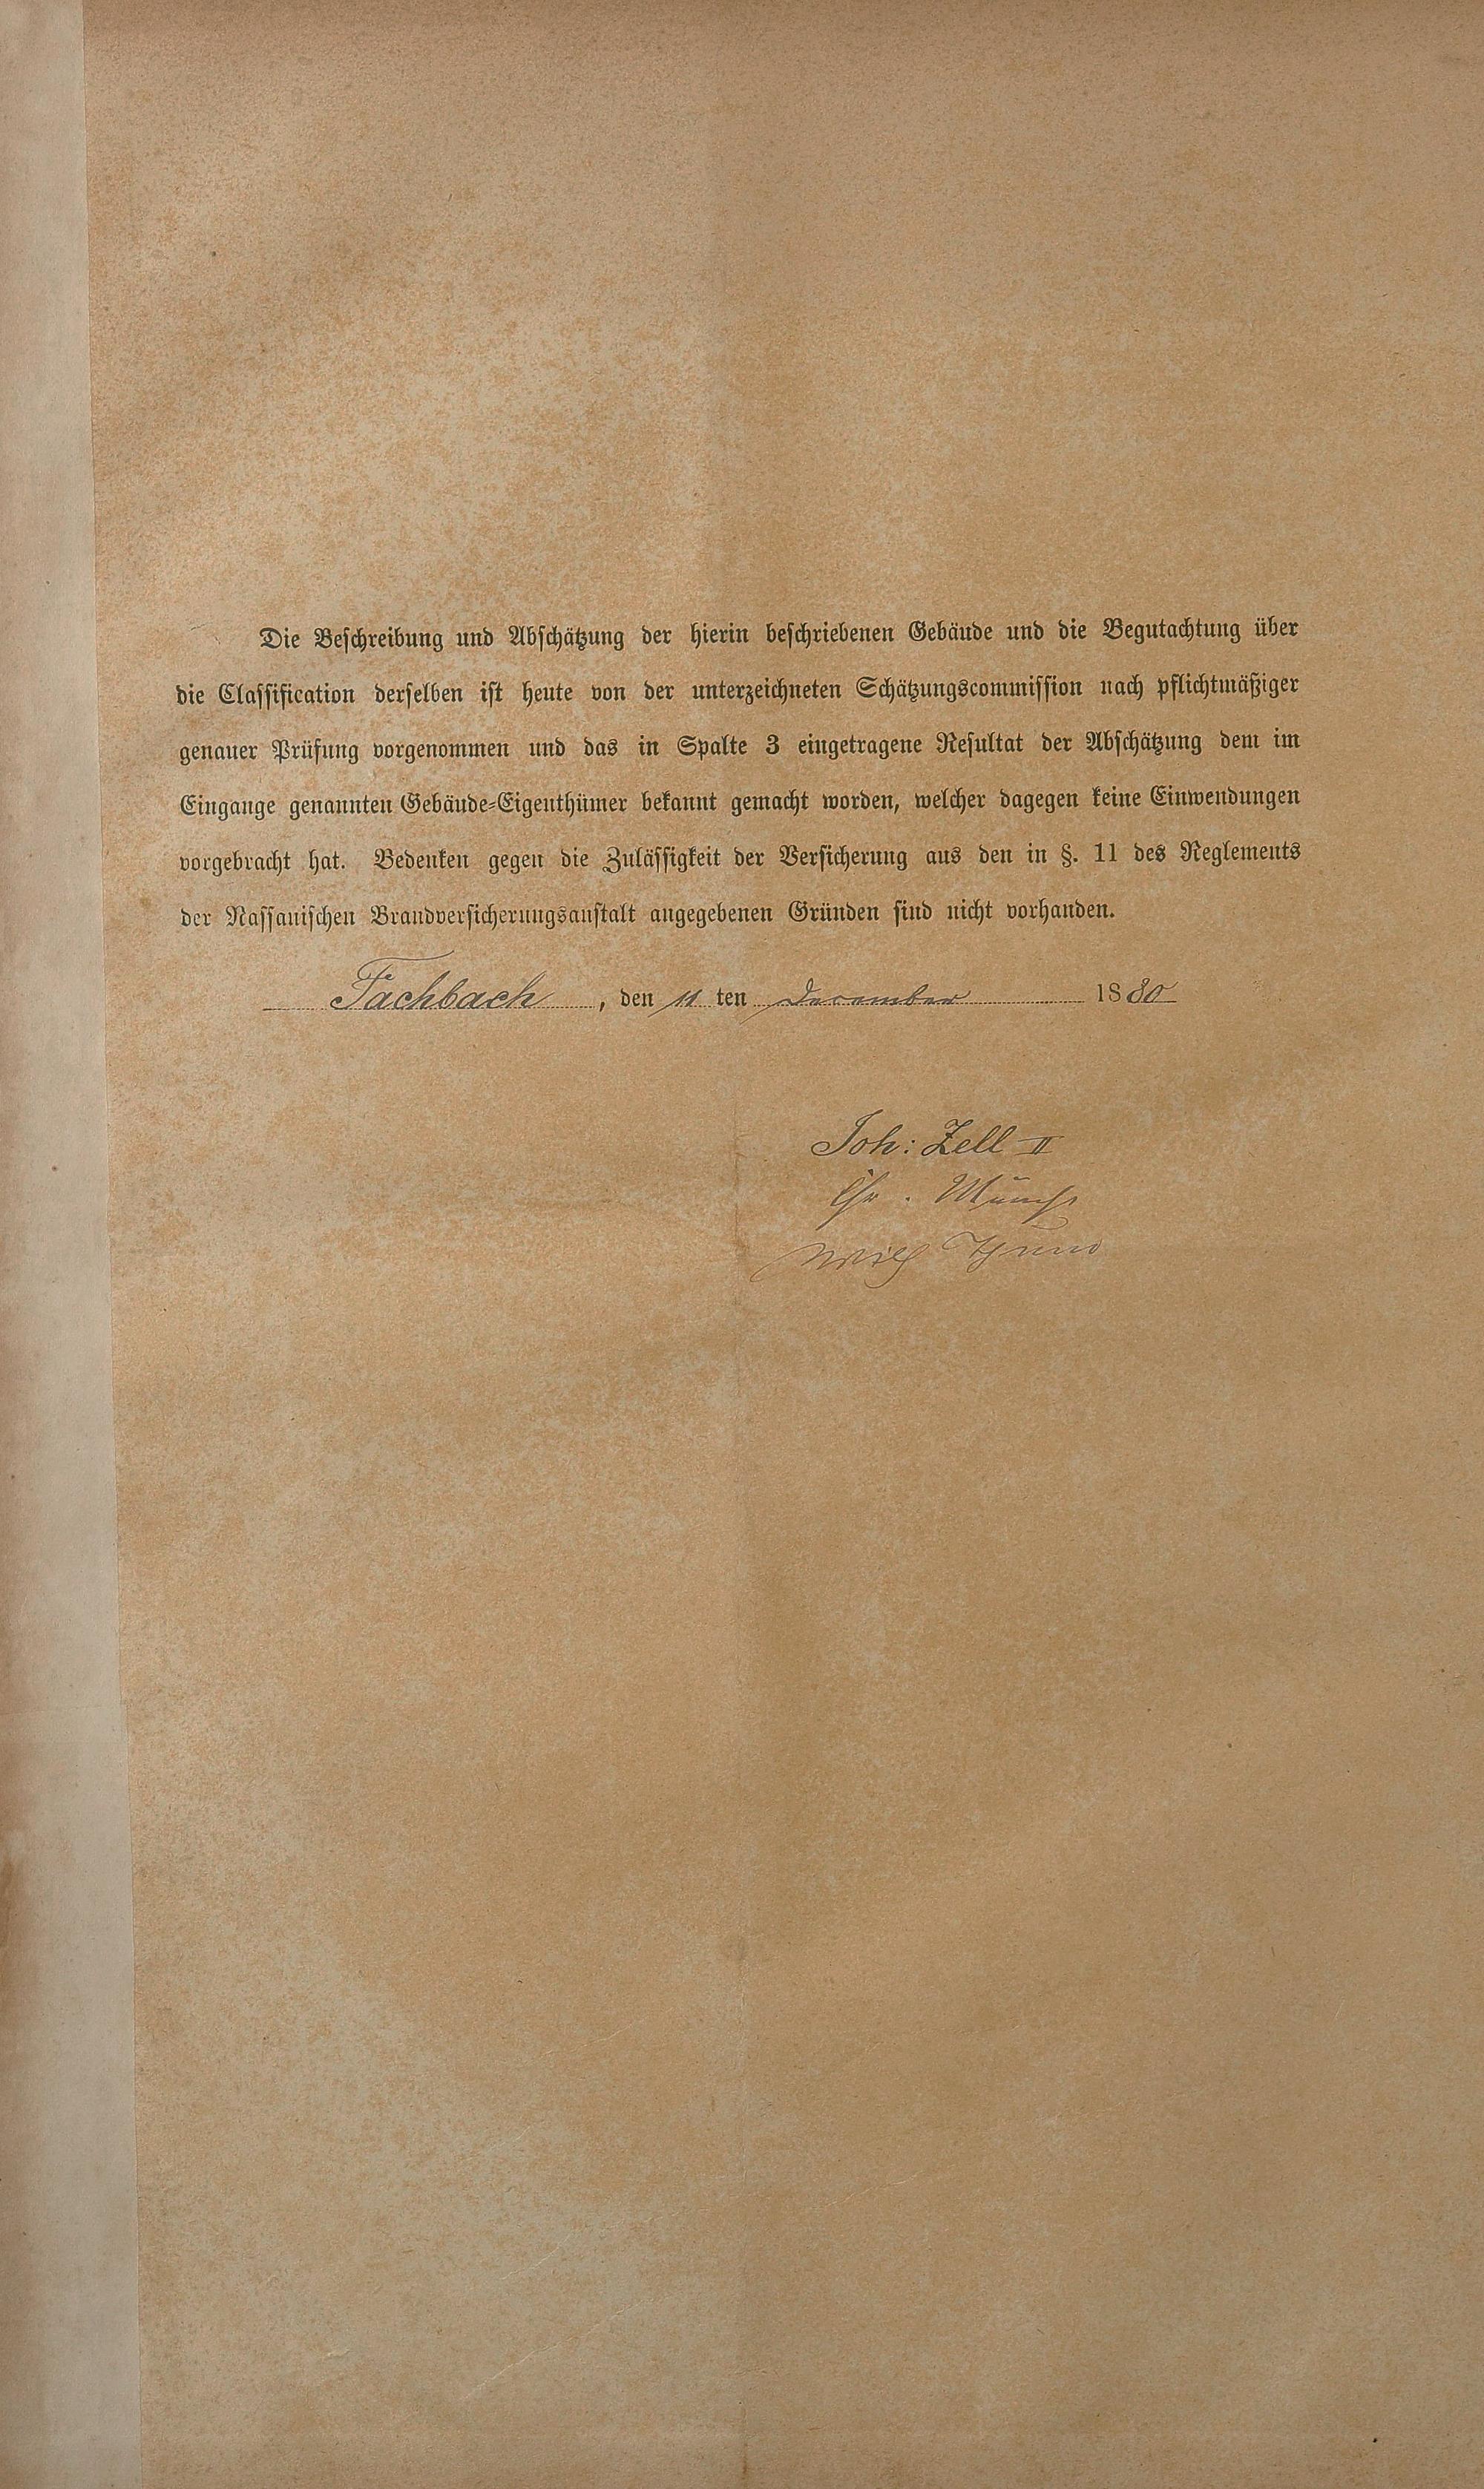 Die Beschreibung und Abschätzung der hierin beschriebenen Gebäude und die Begutachtung über
die Classification derselben ist heute von der unterzeichneten Schätzungscommission nach pflichtmäßiger
genauer Prüfung vorgenommen und das in Spalte 3 eingetragene Resultat der Abschätzung dem im
Eingange genannten Gebäude-Eigenthümer bekannt gemacht worden, welcher dagegen keine Einwendungen
vorgebracht hat. Bedenken gegen die Zulässigkeit der Versicherung aus den in §. 11 des Reglements
der Nassauischen Brandversicherungsanstalt angegebenen Gründen sind nicht vorhanden.
Fachbach, den 11 ten December 1880
Joh: Zell II
Chr. Münch
Wilh